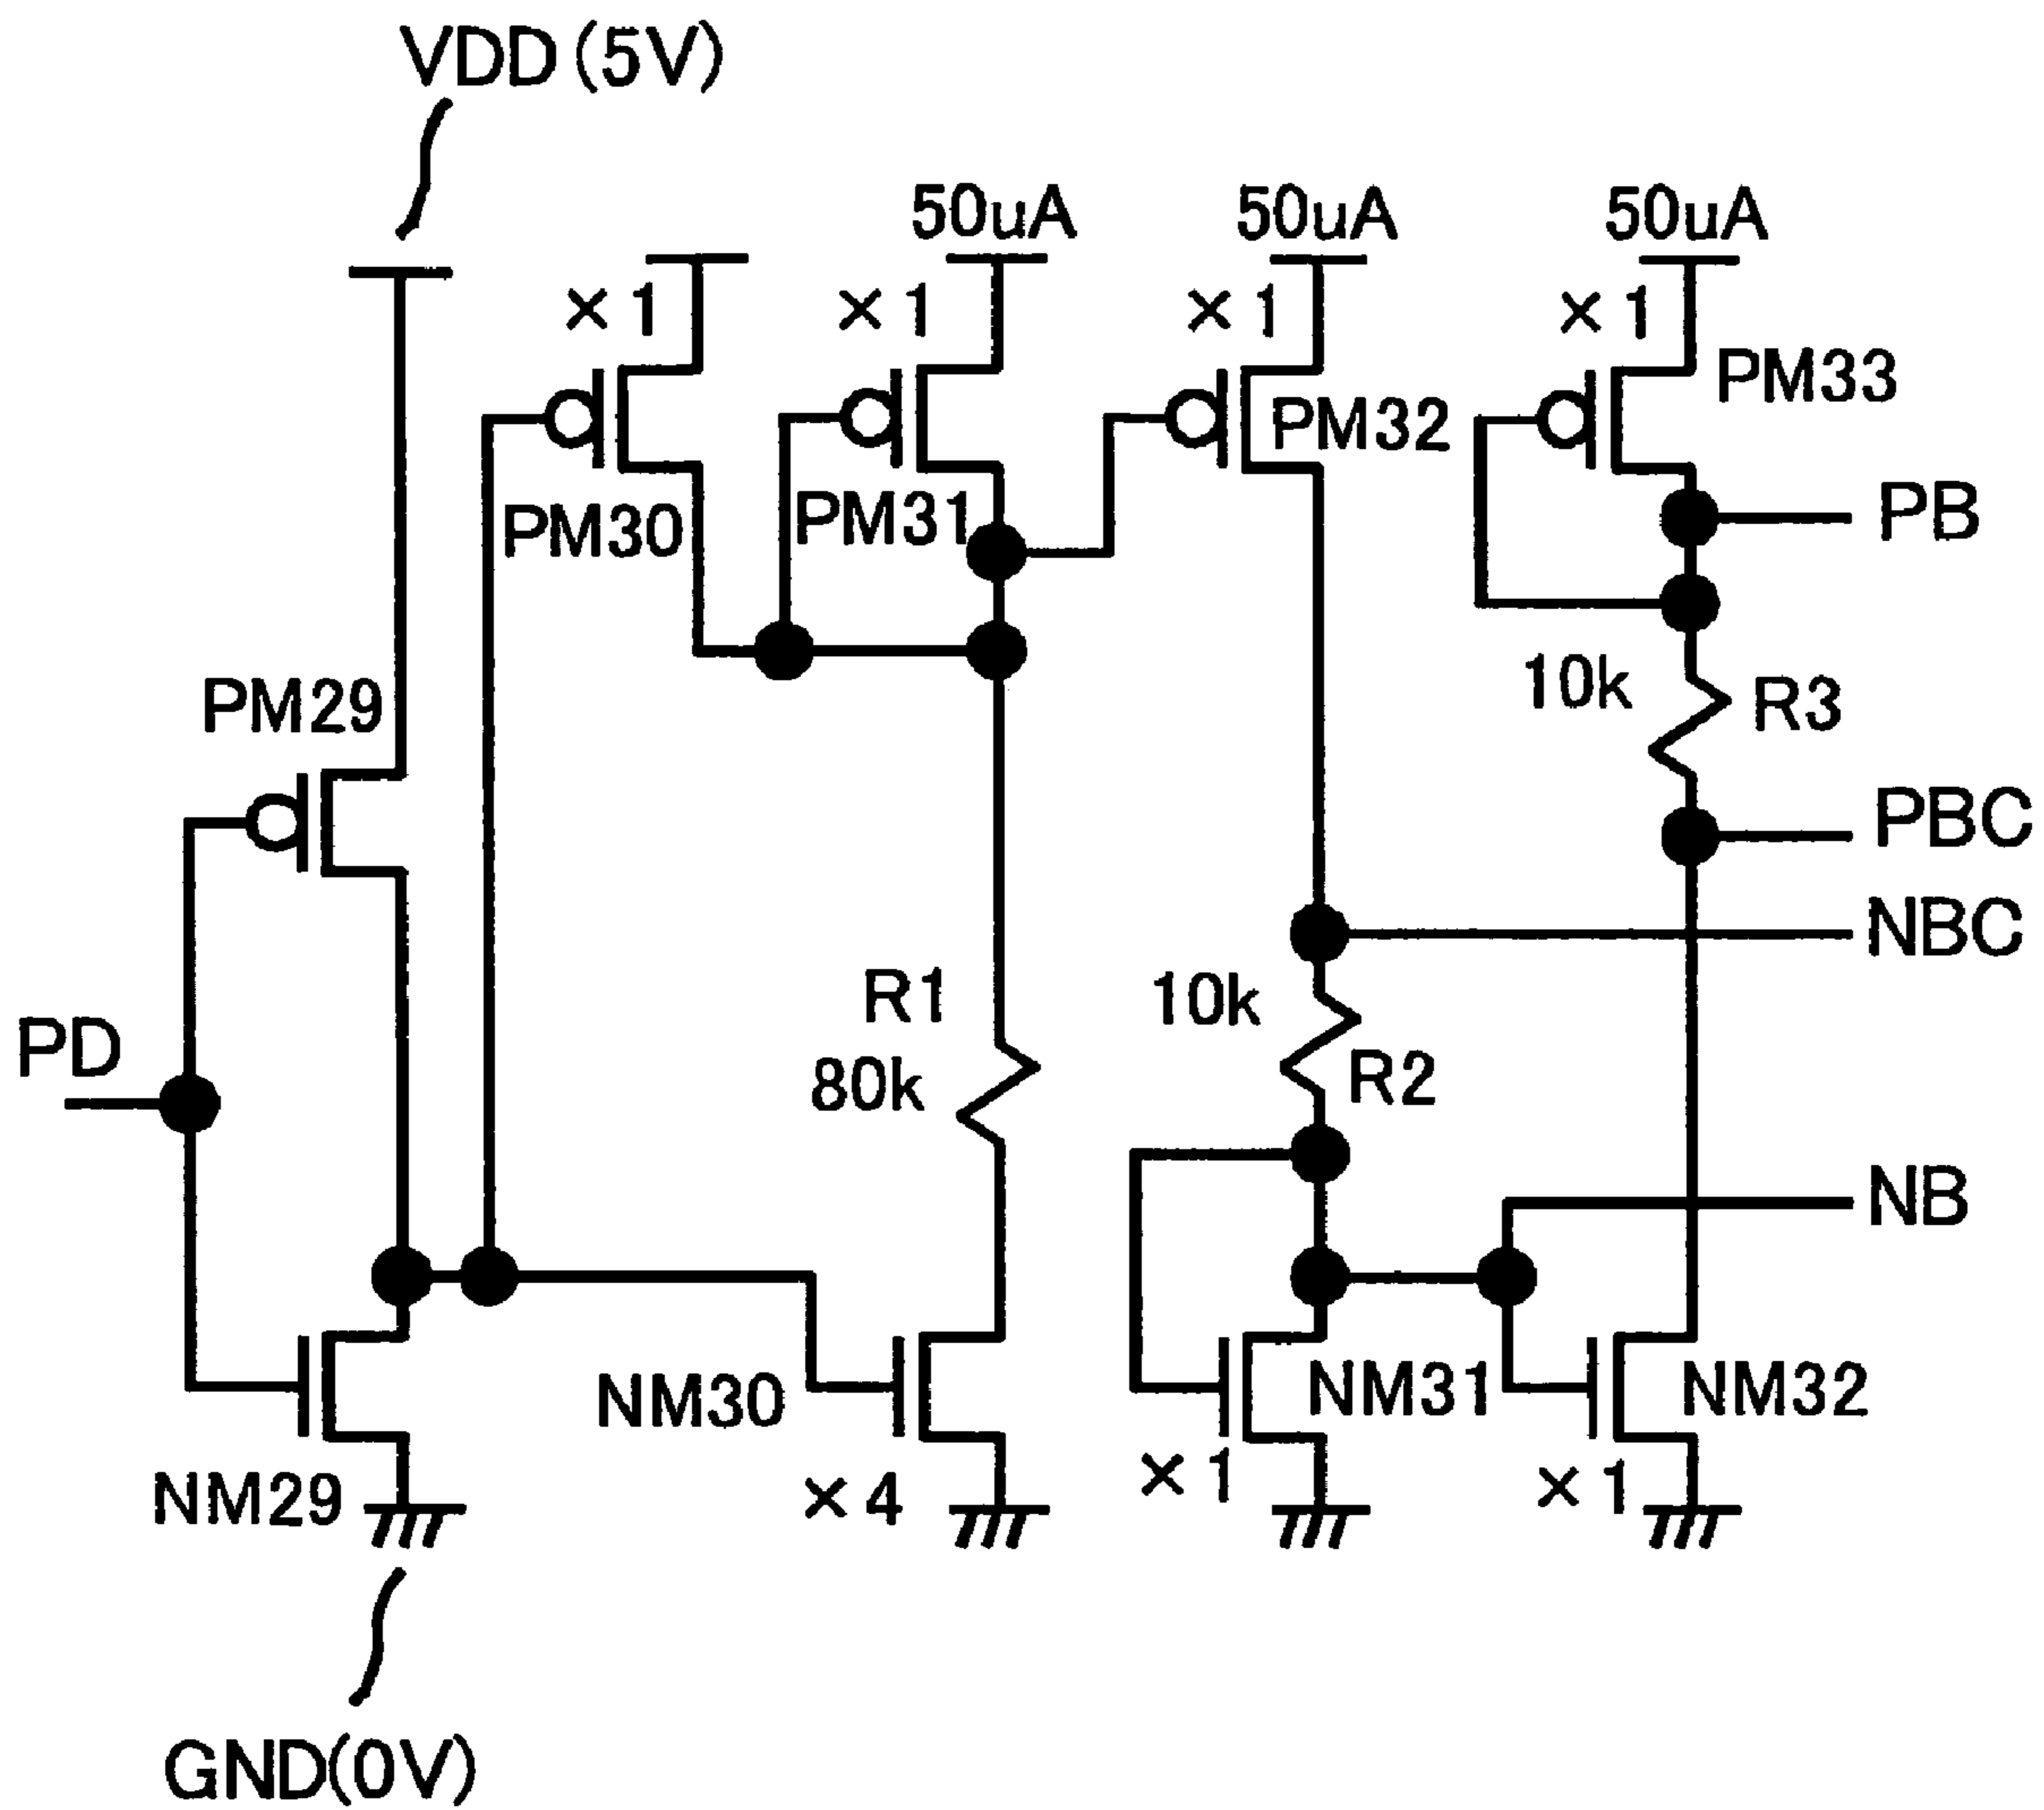 VDD(5V)
50uA
50uA
50uA
×1
×1
×1
×1
PM33
PM32
PM30
PM31
PB
PM29
10k
R3
PBC
NBC
R1
10k
PD
80k
R2
NB
NM30
NM31
NM32
NM29
×4
×1
×1
GND(0V)